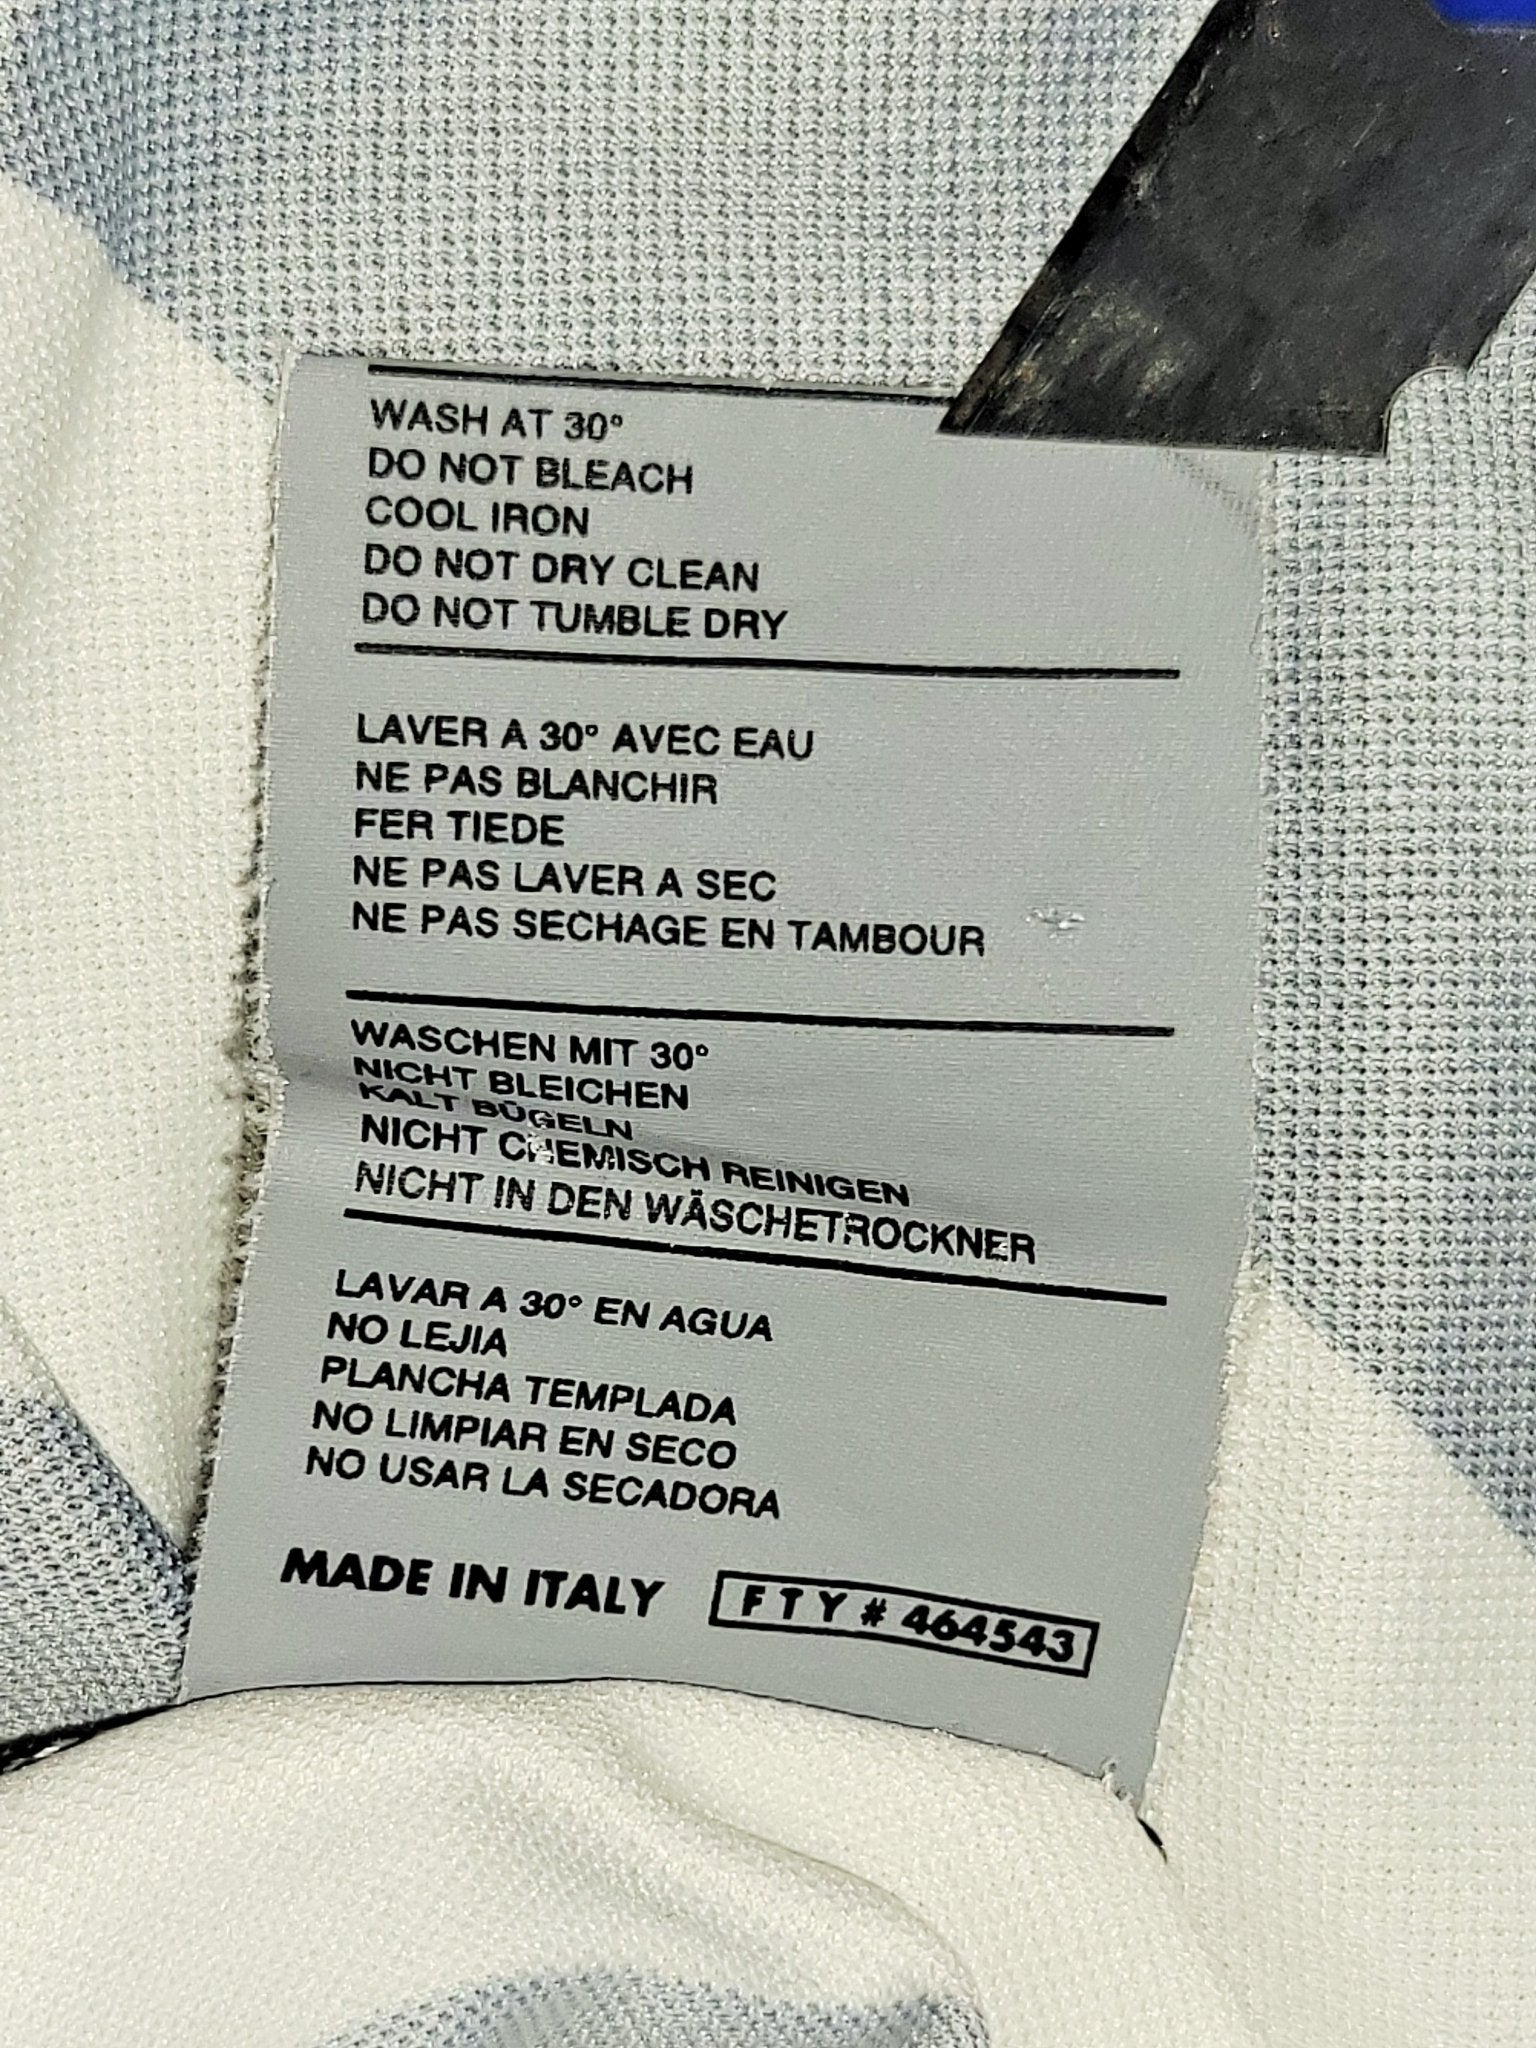 WASH AT 30°
DO NOT BLEACH
COOL IRON
DO NOT DRY CLEAN
DO NOT TUMBLE DRY
LAVER A 30° AVEC EAU
NE PAS BLANCHIR
FER TIEDE
NE PAS LAVER A SEC
NE PAS SECHAGE EN TAMBOUR
WASCHEN MIT 30°
NICHT BLEICHEN
KALT BÜGELN
NICHT CHEMISCH REINIGEN
NICHT IN DEN WÄSCHETROCKNER
LAVAR A 30° EN AGUA
NO LEJIA
PLANCHA TEMPLADA
NO LIMPIAR EN SECO
NO USAR LA SECADORA
MADE IN ITALY FTY # 464543